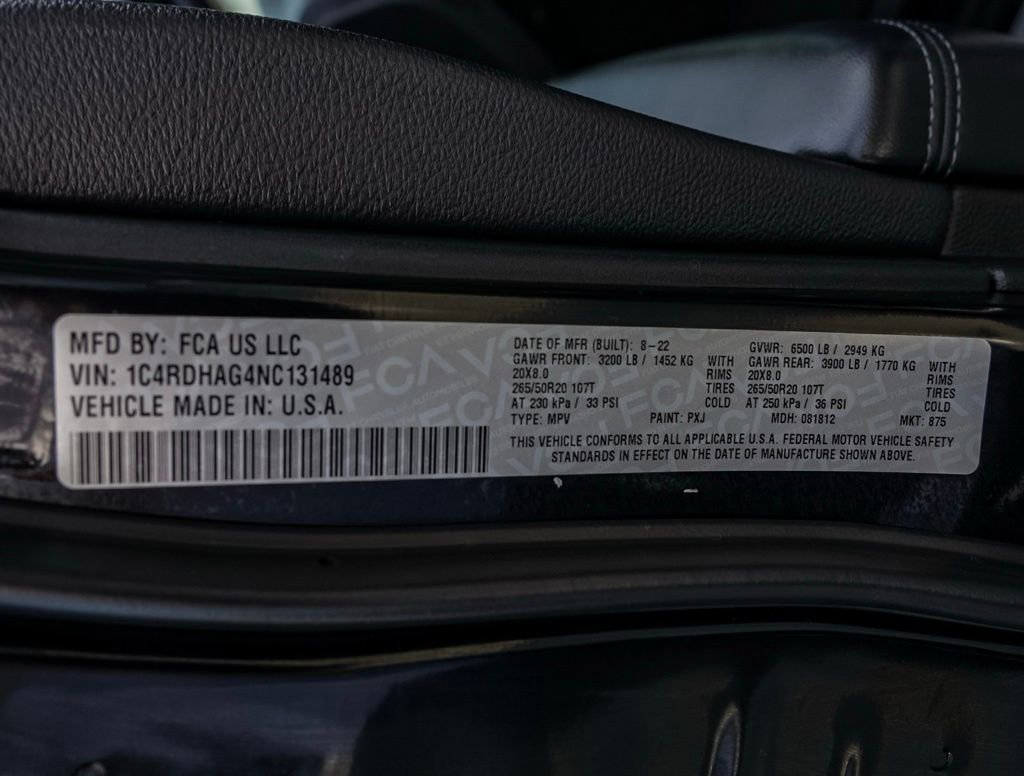 MFD BY: FCA US LLC
VIN: 1C4RDHAG4NC131489
VEHICLE MADE IN: U.S.A.
DATE OF MFR (BUILT): 8-22
GAWR FRONT: 3200 LB / 1452 KG WITH
20X8.0 RIMS
265/50R20 107T TIRES
AT 230 kPa / 33 PSI COLD
TYPE: MPV PAINT: PXJ
GVWR: 6500 LB / 2949 KG
GAWR REAR: 3900 LB / 1770 KG WITH
20X8.0 RIMS
265/50R20 107T TIRES
AT 250 kPa / 36 PSI COLD
MDH: 081812 MKT: 875
THIS VEHICLE CONFORMS TO ALL APPLICABLE U.S.A. FEDERAL MOTOR VEHICLE SAFETY
STANDARDS IN EFFECT ON THE DATE OF MANUFACTURE SHOWN ABOVE.